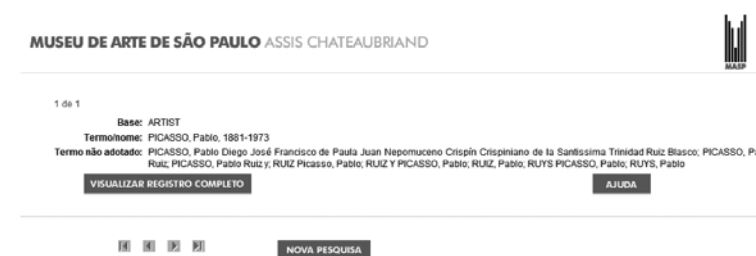 MUSEU DE ARTE DE SÃO PAULO ASSIS CHATEAUBRIAND
MASP
1 de 1
Base: ARTIST
Termo/nome: PICASSO, Pablo, 1881-1973
Termo não adotado: PICASSO, Pablo Diego José Francisco de Paula Juan Nepomuceno Crispín Crispiniano de la Santissima Trinidad Ruiz Blasco; PICASSO, Pa
Ruiz; PICASSO, Pablo Ruiz y; RUIZ Picasso, Pablo; RUIZ Y PICASSO, Pablo; RUIZ, Pablo; RUYS PICASSO, Pablo; RUYS, Pablo
VISUALIZAR REGISTRO COMPLETO AJUDA
NOVA PESQUISA